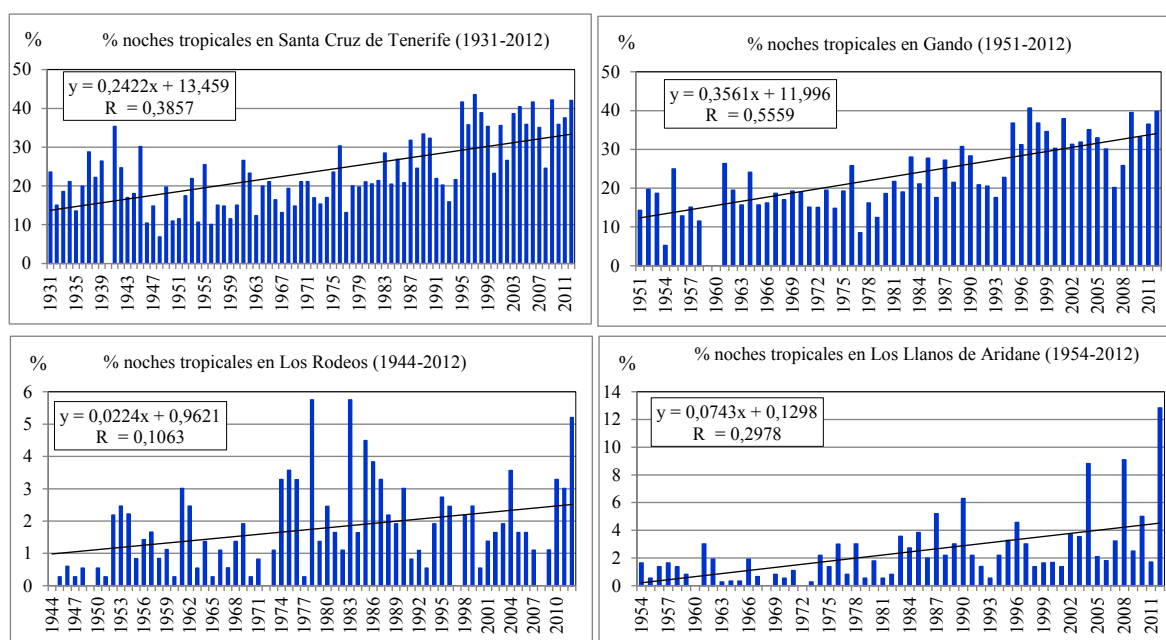 % noches tropicales en Santa Cruz de Tenerife (1931-2012)
%
y = 0,2422x + 13,459
R = 0,3857
50
40
30
20
10
0
1931 1935 1939 1943 1947 1951 1955 1959 1963 1967 1971 1975 1979 1983 1987 1991 1995 1999 2003 2007 2011
% noches tropicales en Gando (1951-2012)
%
y = 0,3561x + 11,996
R = 0,5559
50
40
30
20
10
0
1951 1954 1957 1960 1963 1966 1969 1972 1975 1978 1981 1984 1987 1990 1993 1996 1999 2002 2005 2008 2011
% noches tropicales en Los Rodeos (1944-2012)
%
y = 0,0224x + 0,9621
R = 0,1063
6
5
4
3
2
1
0
1944 1947 1950 1953 1956 1959 1962 1965 1968 1971 1974 1977 1980 1983 1986 1989 1992 1995 1998 2001 2004 2007 2010
% noches tropicales en Los Llanos de Aridane (1954-2012)
%
y = 0,0743x + 0,1298
R = 0,2978
14
12
10
8
6
4
2
0
1954 1957 1960 1963 1966 1969 1972 1975 1978 1981 1984 1987 1990 1993 1996 1999 2002 2005 2008 2011